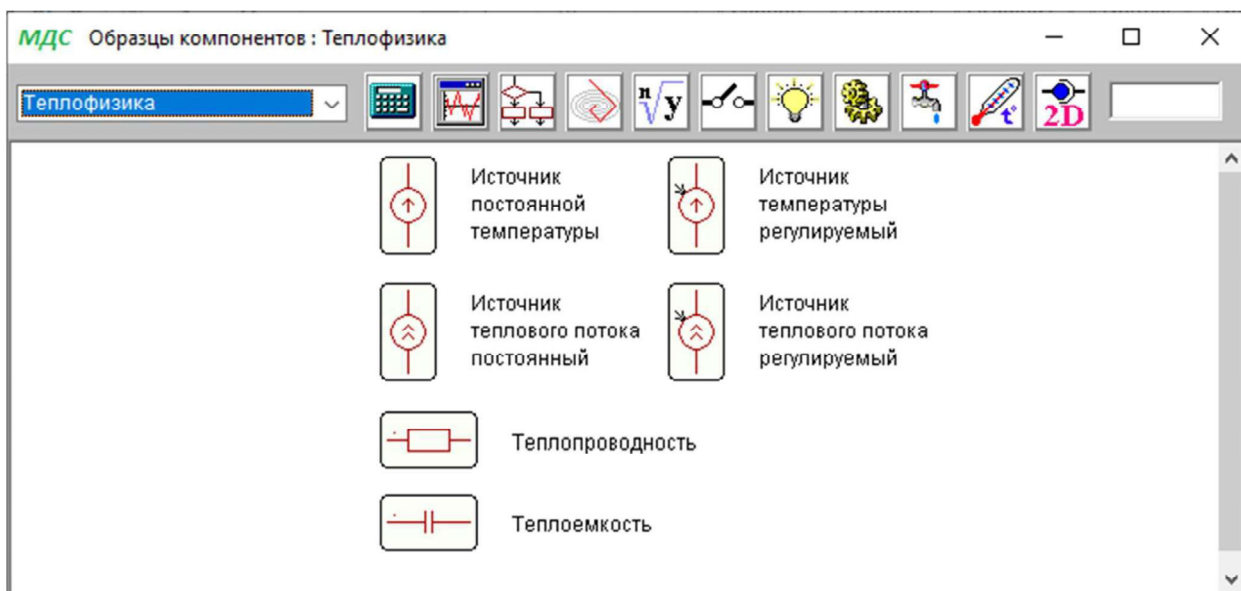 МДС Образцы компонентов : Теплофизика
Теплофизика
n√y
t°
2D
Источник
постоянной
температуры
Источник
температуры
регулируемый
Источник
теплового потока
постоянный
Источник
теплового потока
регулируемый
Теплопроводность
Теплоемкость